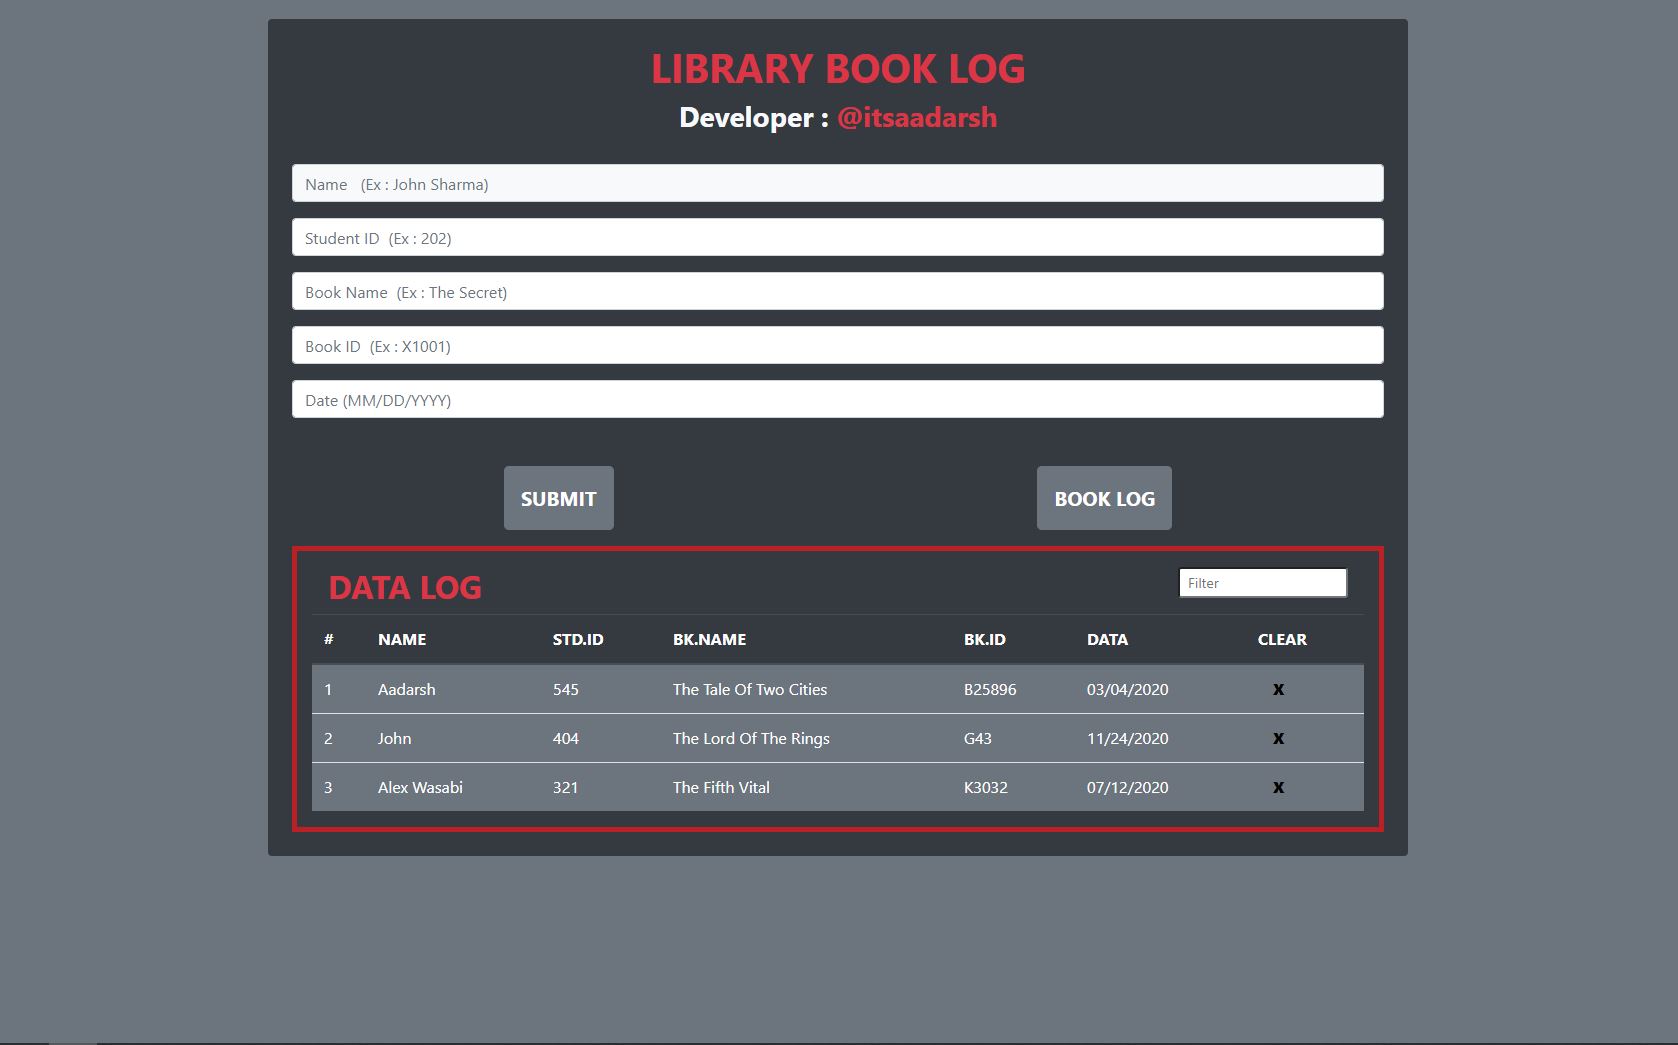 LIBRARY BOOK LOG
Developer : @itsaadarsh
Name (Ex : John Sharma)
Student ID (Ex : 202)
Book Name (Ex : The Secret)
Book ID (Ex : X1001)
Date (MM/DD/YYYY)
SUBMIT BOOK LOG
DATA LOG Filter
# NAME STD.ID BK.NAME BK.ID DATA CLEAR
1 Aadarsh 545 The Tale Of Two Cities B25896 03/04/2020 X
2 John 404 The Lord Of The Rings G43 11/24/2020 X
3 Alex Wasabi 321 The Fifth Vital K3032 07/12/2020 X